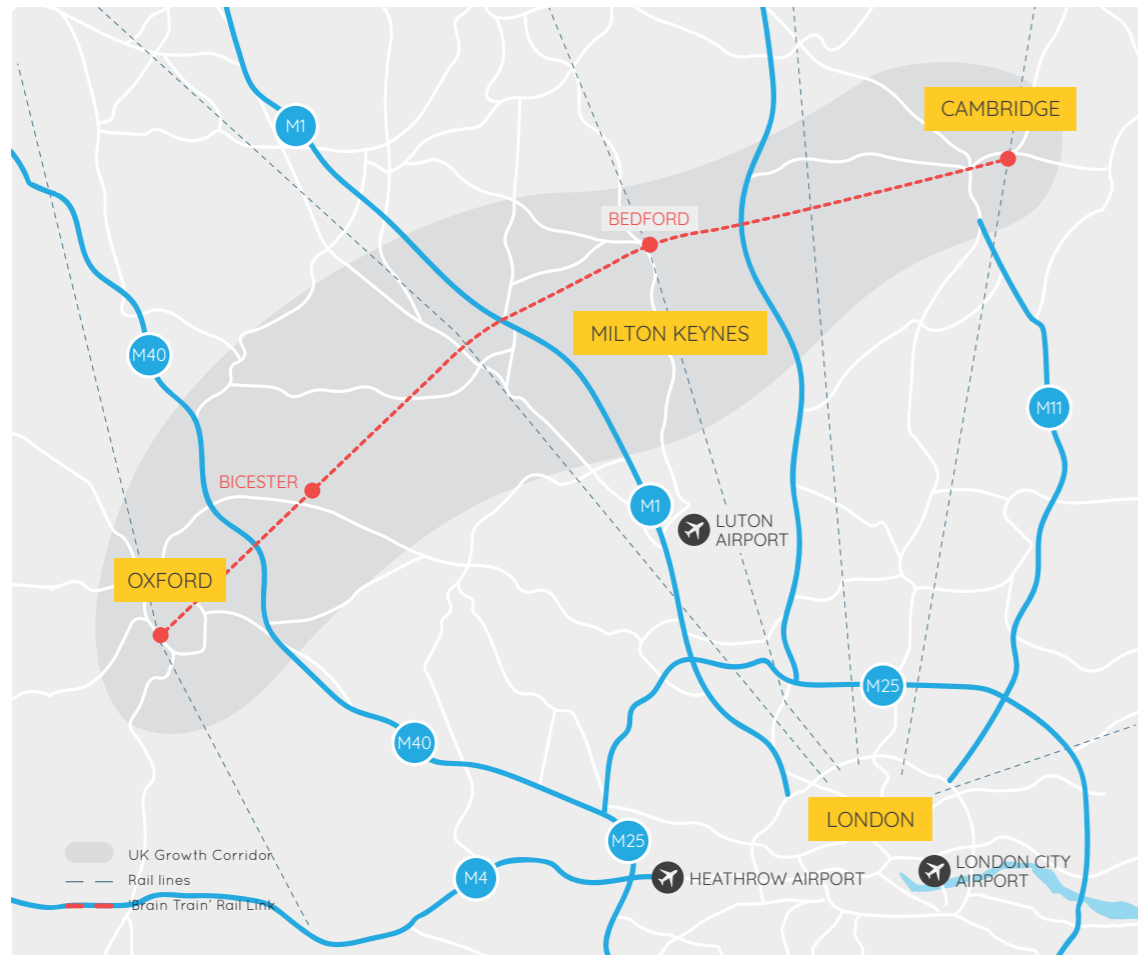 M1
CAMBRIDGE
BEDFORD
MILTON KEYNES
M40
M11
BICESTER
M1
LUTON
AIRPORT
OXFORD
M25
M40
LONDON
M25
UK Growth Corridor
Rail lines
'Brain Train' Rail Link
M4
HEATHROW AIRPORT
LONDON CITY
AIRPORT